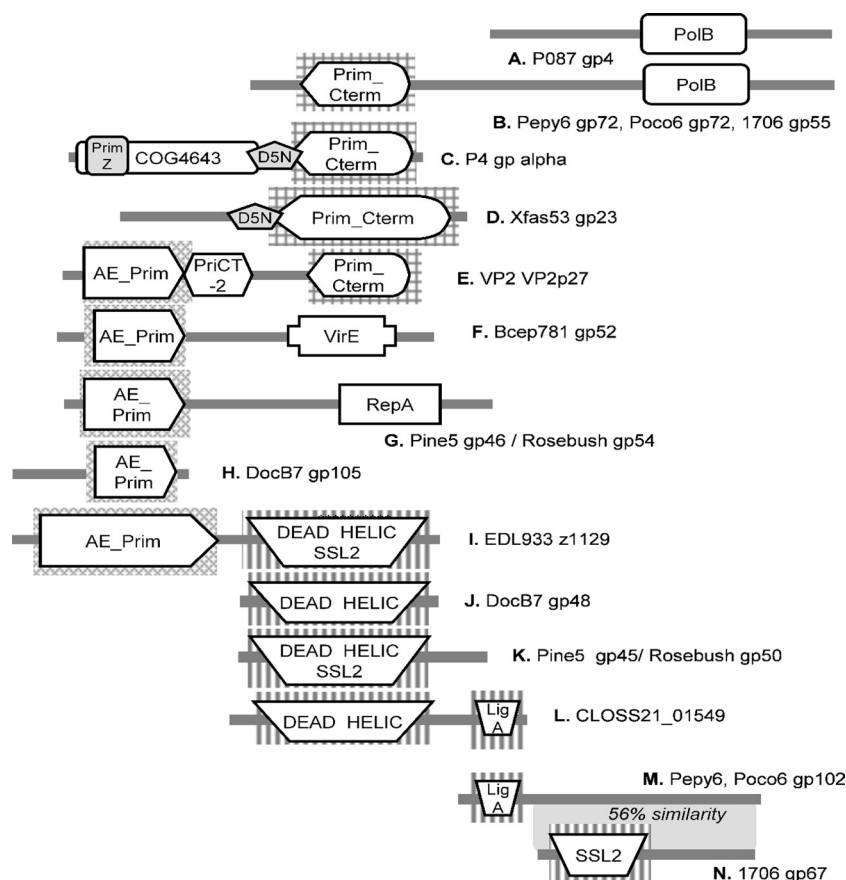 PolB
A. P087 gp4
Prim_
Cterm
PolB
B. Pepy6 gp72, Poco6 gp72, 1706 gp55
Prim
Z
COG4643
D5N
Prim_
Cterm
C. P4 gp alpha
D5N
Prim_Cterm
D. Xfas53 gp23
AE_Prim
PriCT
-2
Prim_
Cterm
E. VP2 VP2p27
AE_Prim
VirE
F. Bcep781 gp52
AE_
Prim
RepA
G. Pine5 gp46 / Rosebush gp54
AE_
Prim
H. DocB7 gp105
AE_Prim
DEAD HELIC
SSL2
I. EDL933 z1129
DEAD HELIC
J. DocB7 gp48
DEAD HELIC
SSL2
K. Pine5 gp45/ Rosebush gp50
DEAD HELIC
Lig
A
L. CLOSS21_01549
M. Pepy6, Poco6 gp102
Lig
A
56% similarity
SSL2
N. 1706 gp67